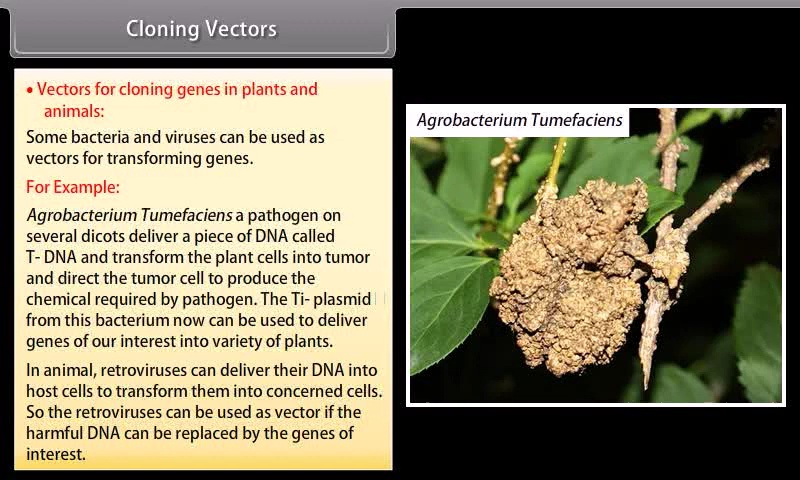 Cloning Vectors
• Vectors for cloning genes in plants and
animals:
Some bacteria and viruses can be used as
vectors for transforming genes.
For Example:
Agrobacterium Tumefaciens a pathogen on
several dicots deliver a piece of DNA called
T- DNA and transform the plant cells into tumor
and direct the tumor cell to produce the
chemical required by pathogen. The Ti- plasmid
from this bacterium now can be used to deliver
genes of our interest into variety of plants.
In animal, retroviruses can deliver their DNA into
host cells to transform them into concerned cells.
So the retroviruses can be used as vector if the
harmful DNA can be replaced by the genes of
interest.
Agrobacterium Tumefaciens